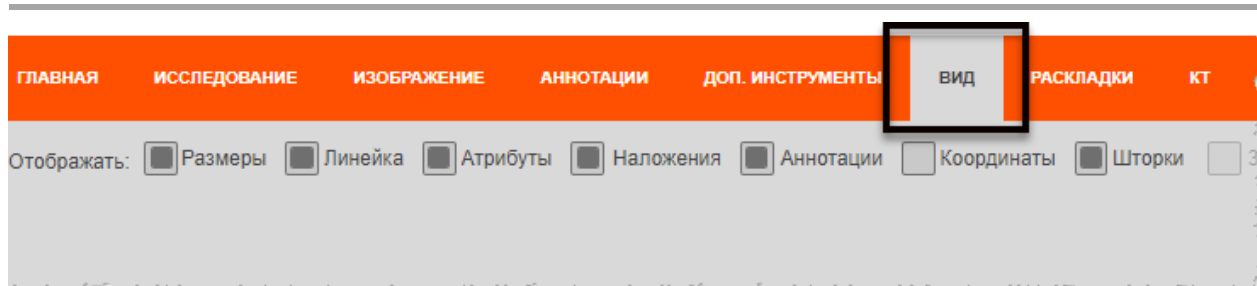 ГЛАВНАЯ ИССЛЕДОВАНИЕ ИЗОБРАЖЕНИЕ АННОТАЦИИ ДОП. ИНСТРУМЕНТЫ ВИД РАСКЛАДКИ КТ
Отображать: Размеры Линейка Атрибуты Наложения Аннотации Координаты Шторки